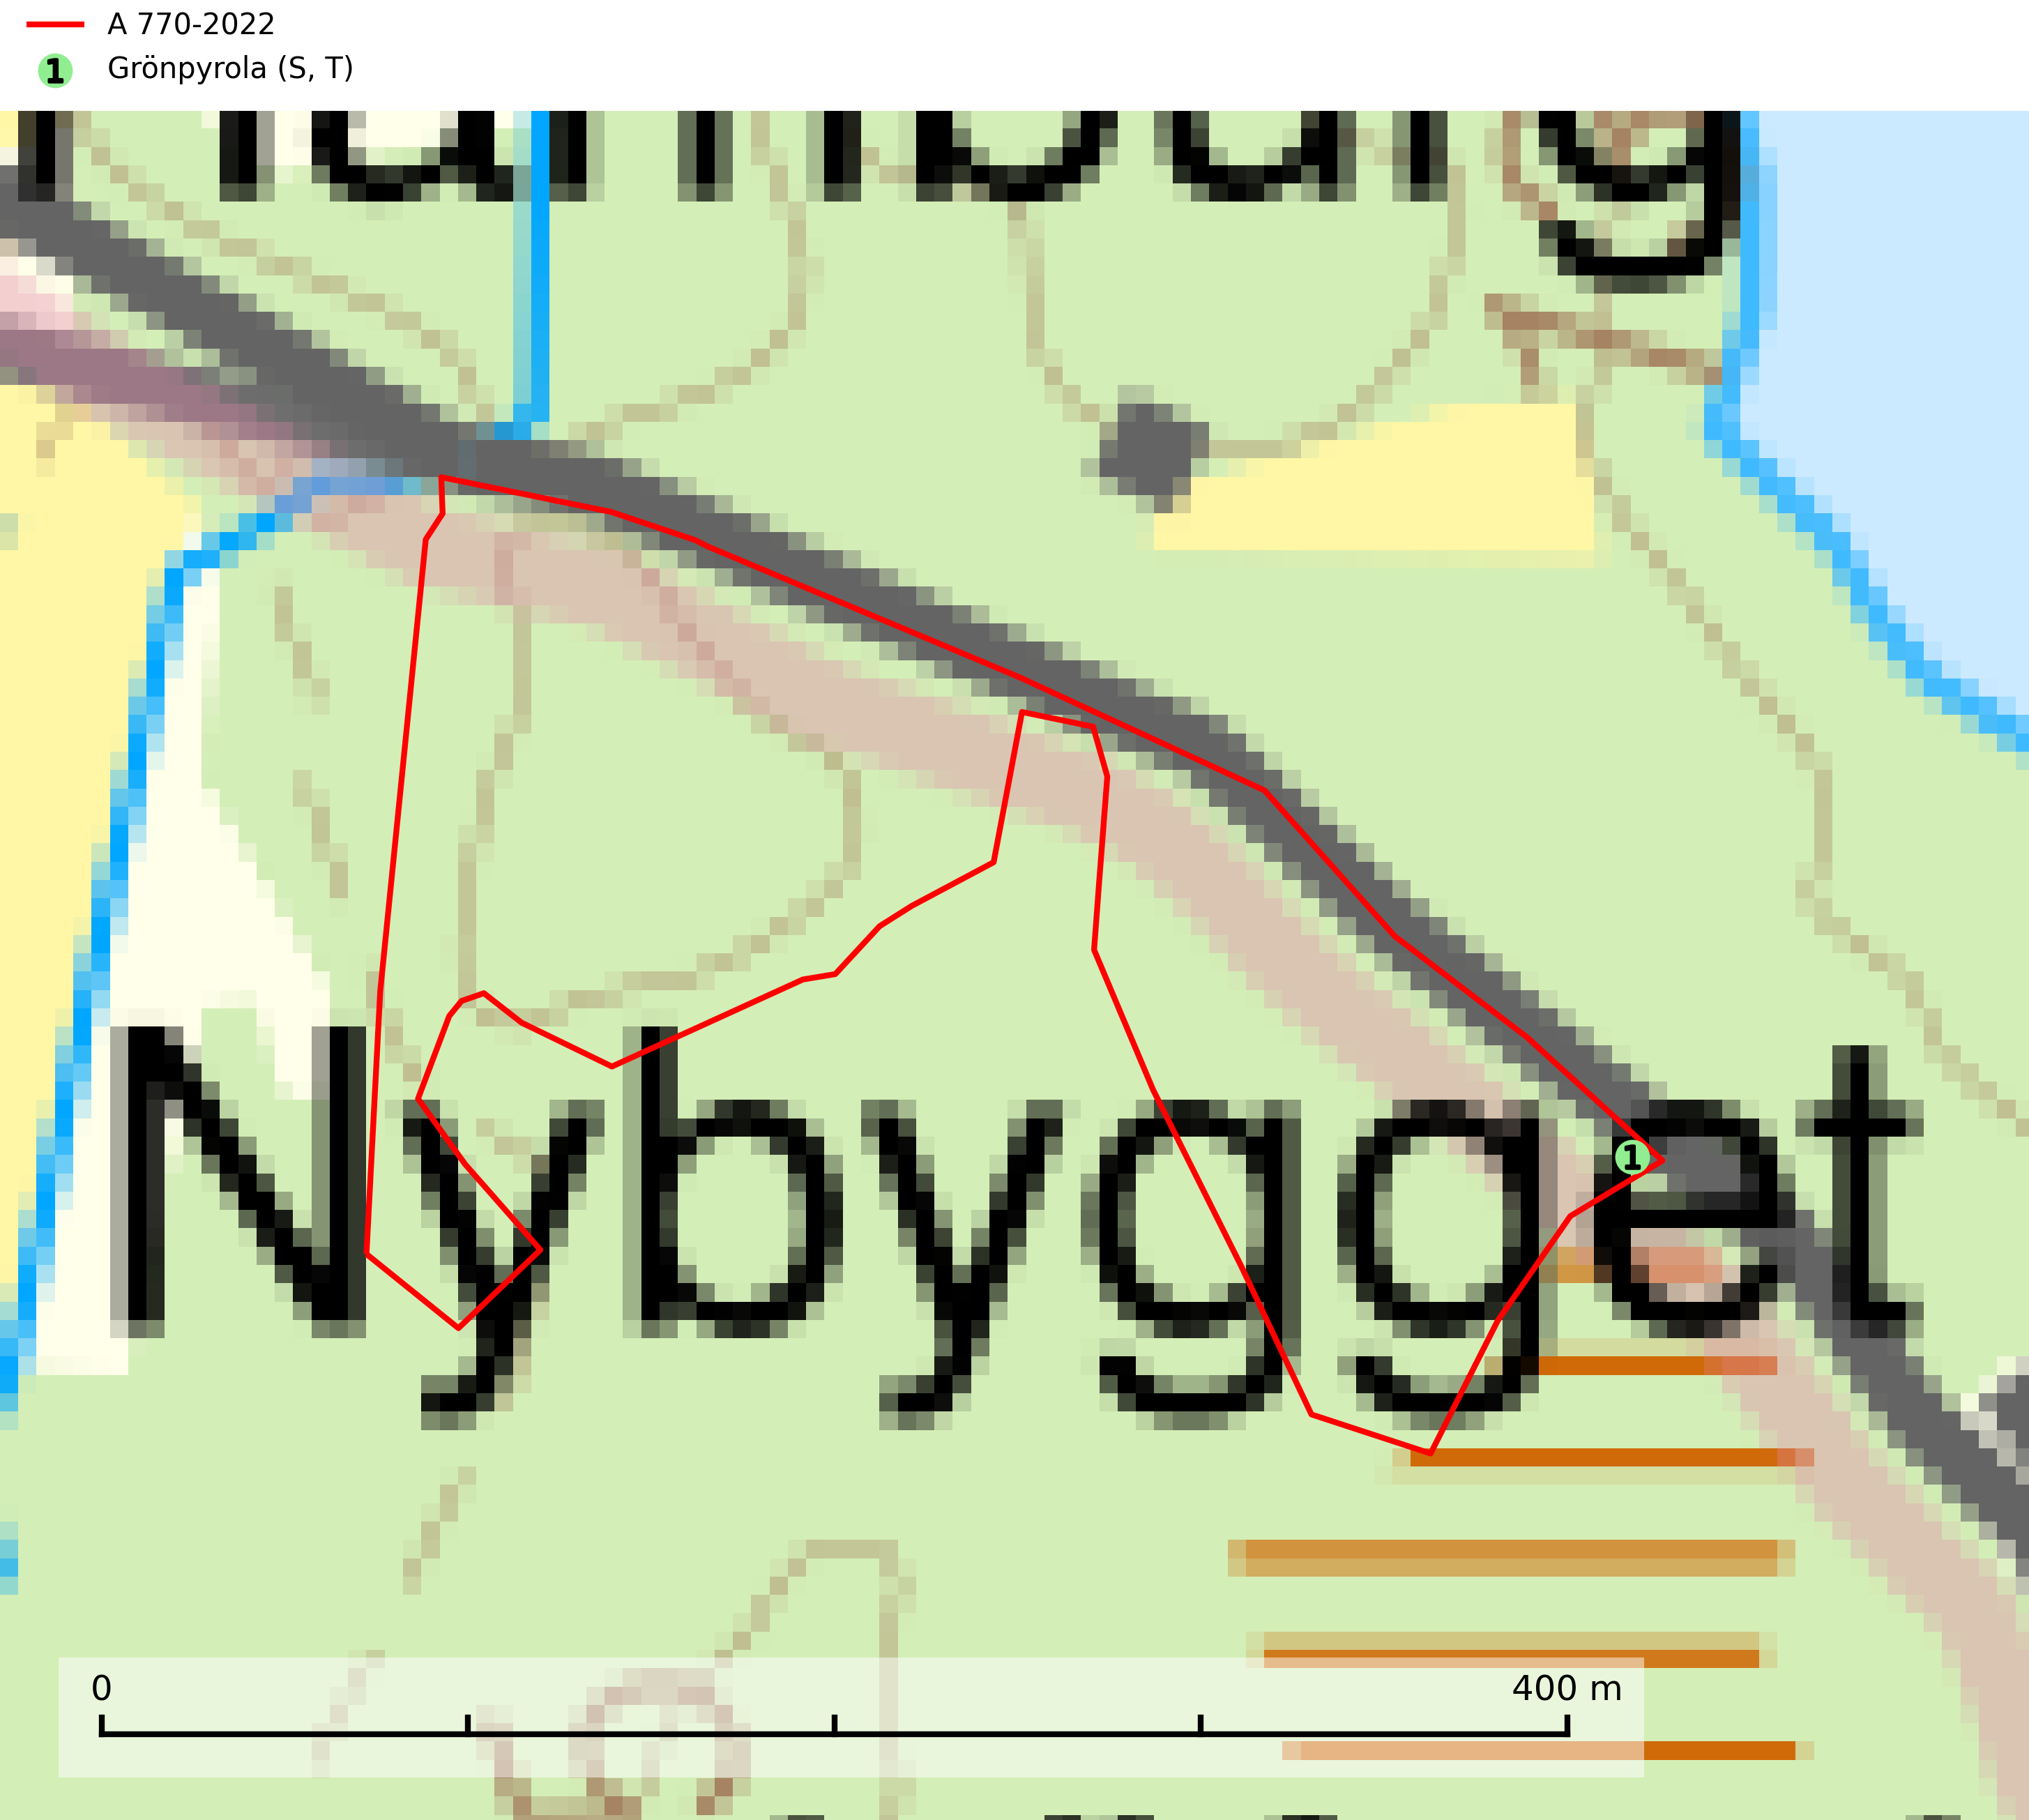 A 770-2022
1 Grönpyrola (S, T)
1
Nybygget
0 400 m